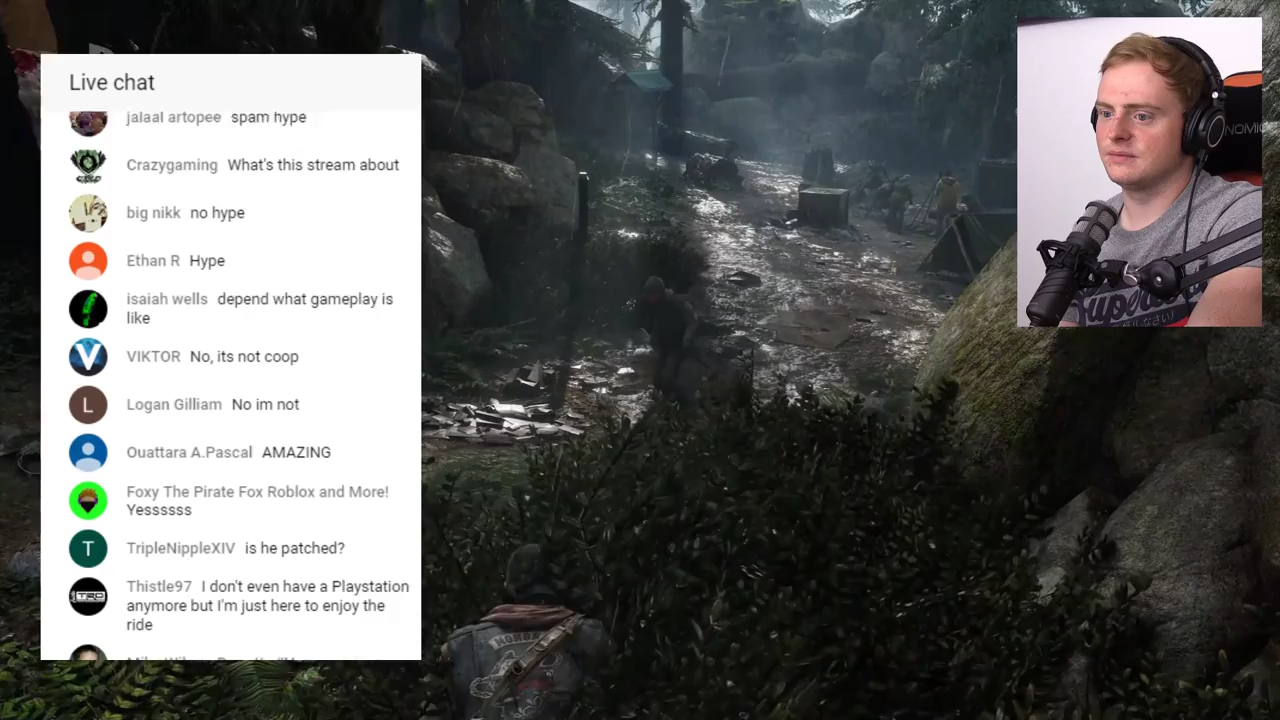 Live chat
jalaal artopee spam hype
Crazygaming What's this stream about
big nikk no hype
Ethan R Hype
isaiah wells depend what gameplay is
like
VIKTOR No, its not coop
L Logan Gilliam No im not
Ouattara A.Pascal AMAZING
Foxy The Pirate Fox Roblox and More!
Yessssss
T TripleNippleXIV is he patched?
Thistle97 I don't even have a Playstation
anymore but I'm just here to enjoy the
ride
NOMIC
MONGR